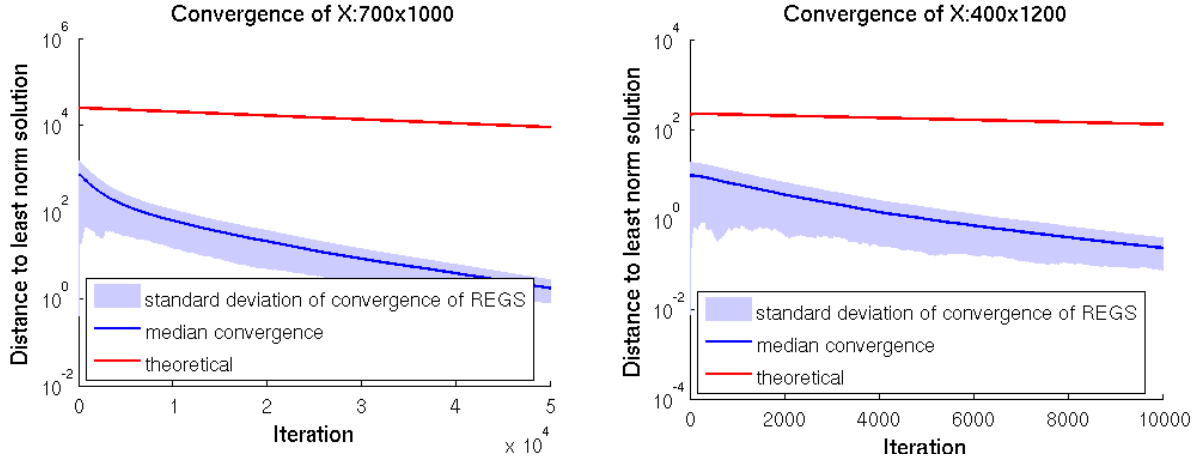 Convergence of X:700x1000
Distance to least norm solution
10^6
10^4
10^2
10^0
10^-2
standard deviation of convergence of REGS
median convergence
theoretical
0 1 2 3 4 5
Iteration
x 10^4
Convergence of X:400x1200
Distance to least norm solution
10^4
10^2
10^0
10^-2
10^-4
standard deviation of convergence of REGS
median convergence
theoretical
0 2000 4000 6000 8000 10000
Iteration